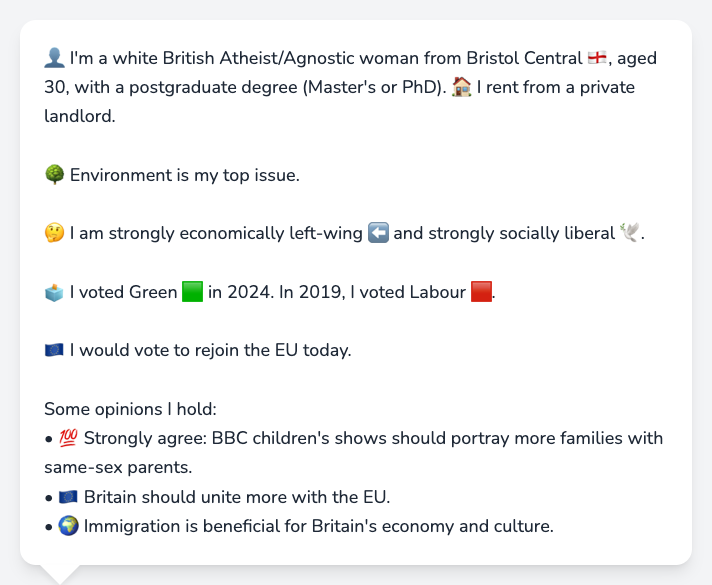 👤 I'm a white British Atheist/Agnostic woman from Bristol Central 🏴󠁧󠁢󠁥󠁮󠁧󠁿, aged
30, with a postgraduate degree (Master's or PhD). 🏠 I rent from a private
landlord.
🌳 Environment is my top issue.
🤔 I am strongly economically left-wing ⬅️ and strongly socially liberal 🕊️.
🗳️ I voted Green 🟩 in 2024. In 2019, I voted Labour 🟥.
🇪🇺 I would vote to rejoin the EU today.
Some opinions I hold:
• 💯 Strongly agree: BBC children's shows should portray more families with
same-sex parents.
• 🇪🇺 Britain should unite more with the EU.
• 🌍 Immigration is beneficial for Britain's economy and culture.